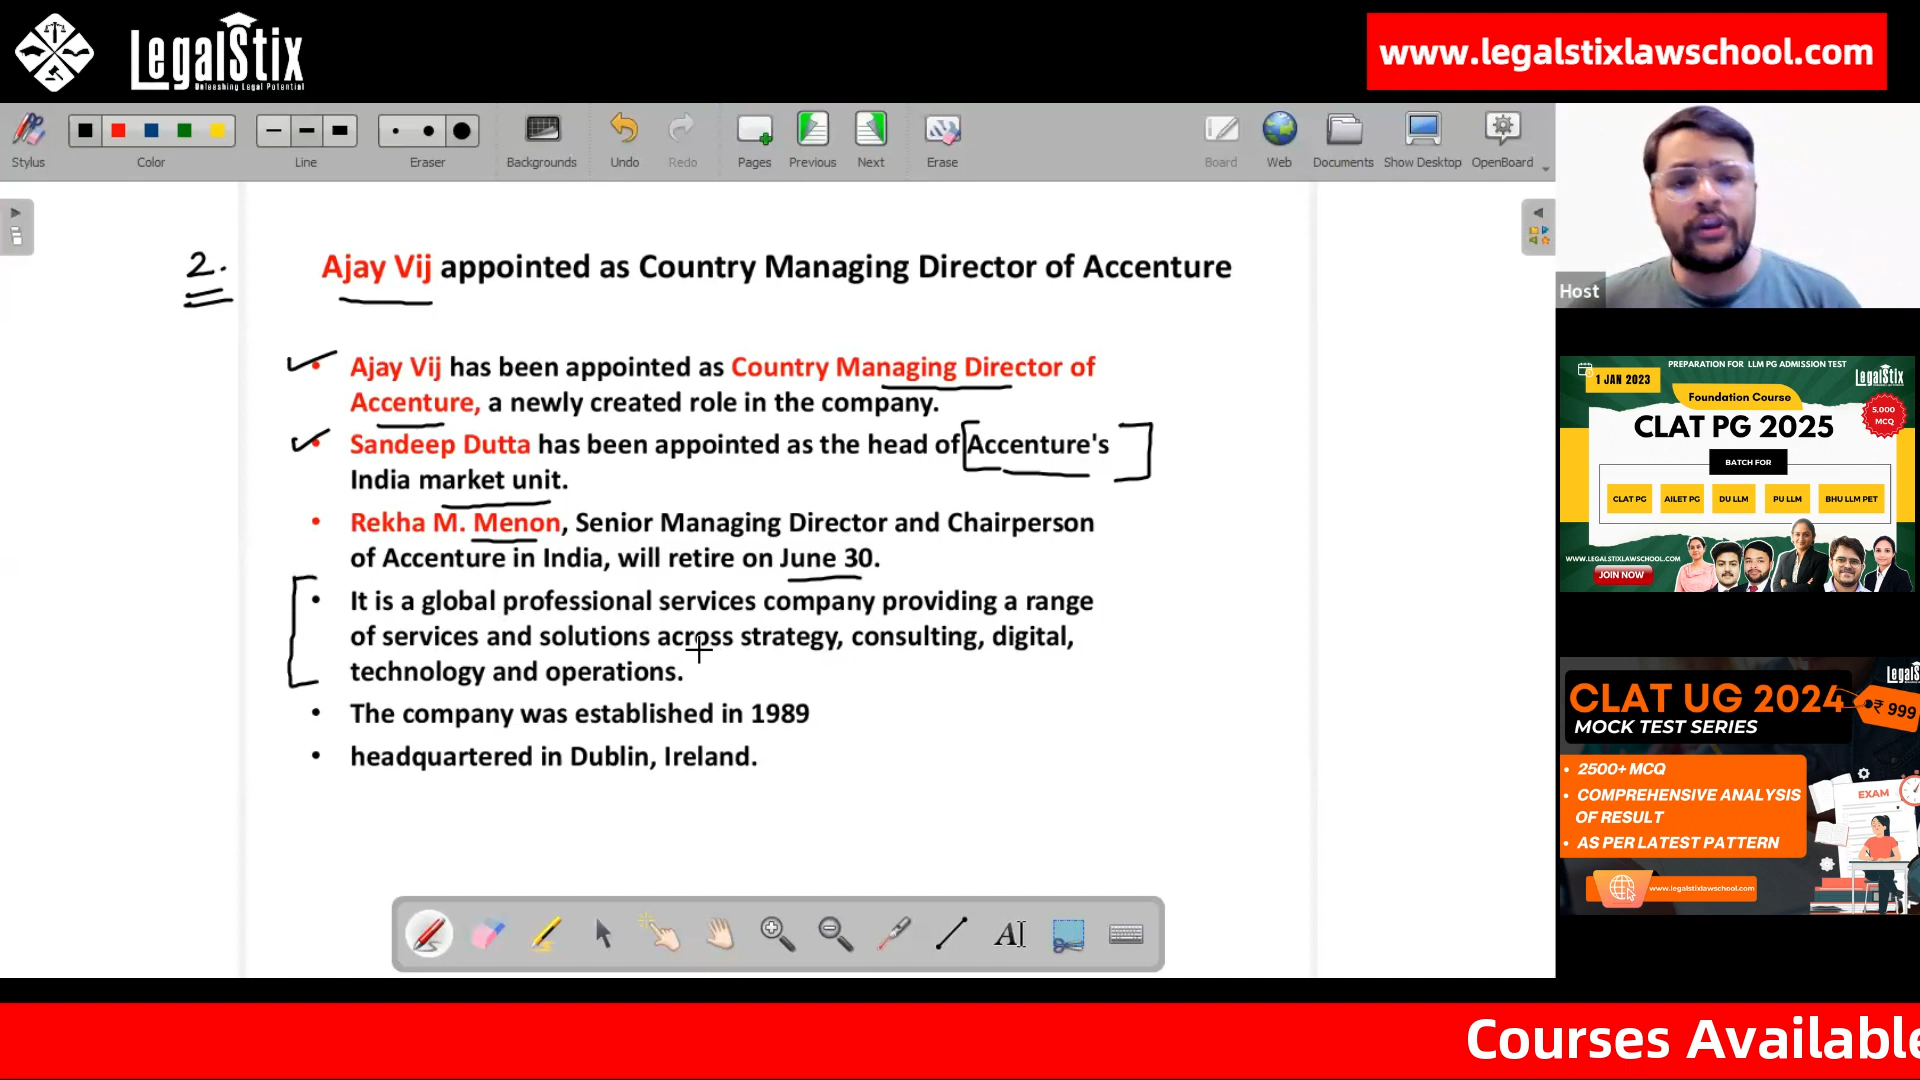 LegalStix
Unleashing Legal Potential
www.legalstixlawschool.com
Stylus
Color
Line
Eraser
Backgrounds
Undo
Redo
Pages
Previous
Next
Erase
Board
Web
Documents
Show Desktop
OpenBoard
2.
Ajay Vij appointed as Country Managing Director of Accenture
• Ajay Vij has been appointed as Country Managing Director of
Accenture, a newly created role in the company.
• Sandeep Dutta has been appointed as the head of Accenture's
India market unit.
• Rekha M. Menon, Senior Managing Director and Chairperson
of Accenture in India, will retire on June 30.
• It is a global professional services company providing a range
of services and solutions across strategy, consulting, digital,
technology and operations.
• The company was established in 1989
• headquartered in Dublin, Ireland.
AI
Host
PREPARATION FOR LLM PG ADMISSION TEST
1 JAN 2023
LegalStix
Foundation Course
5,000
MCQ
CLAT PG 2025
BATCH FOR
CLAT PG
AILET PG
DU LLM
PU LLM
BHU LLM PET
WWW.LEGALSTIXLAWSCHOOL.COM
JOIN NOW
LegalS
CLAT UG 2024
₹ 999
MOCK TEST SERIES
• 2500+ MCQ
• COMPREHENSIVE ANALYSIS
OF RESULT
• AS PER LATEST PATTERN
EXAM
www.legalstixlawschool.com
Courses Available